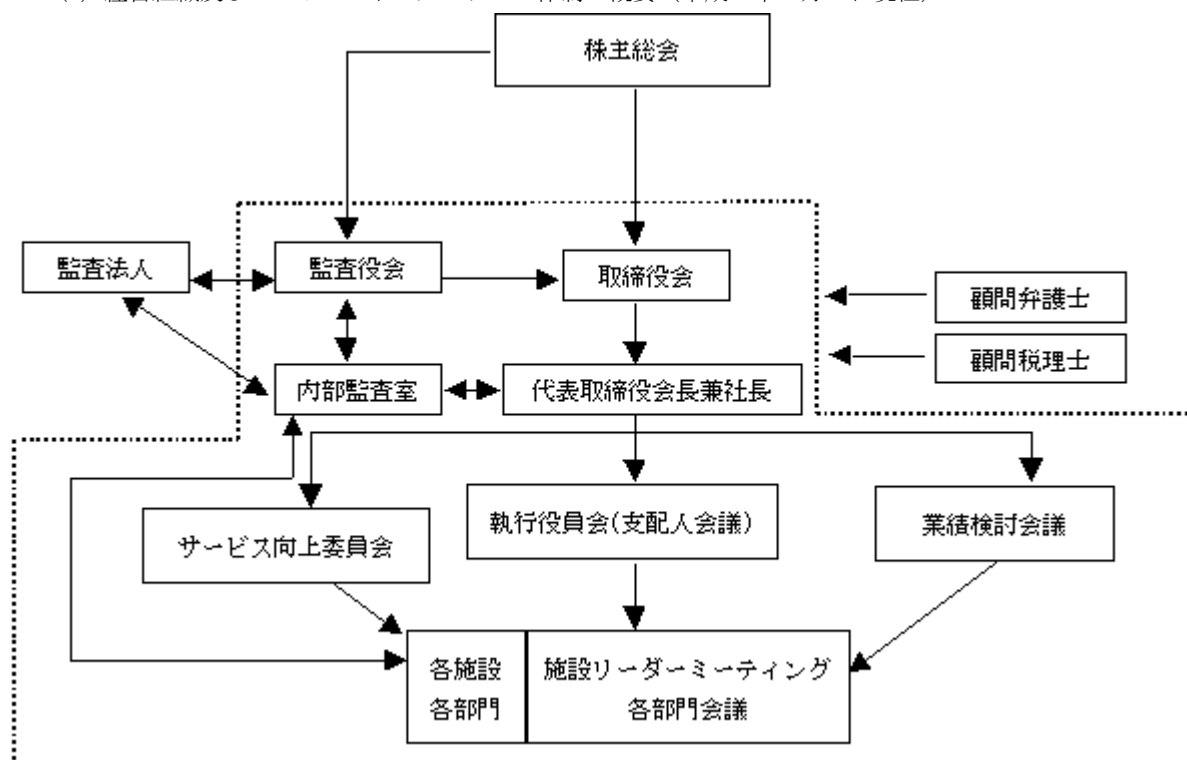 株主総会
監査法人
監査役会
取締役会
顧問弁護士
顧問税理士
内部監査室
代表取締役会長兼社長
サービス向上委員会
執行役員会(支配人会議)
業績検討会議
各施設
各部門
施設リーダーミーティング
各部門会議